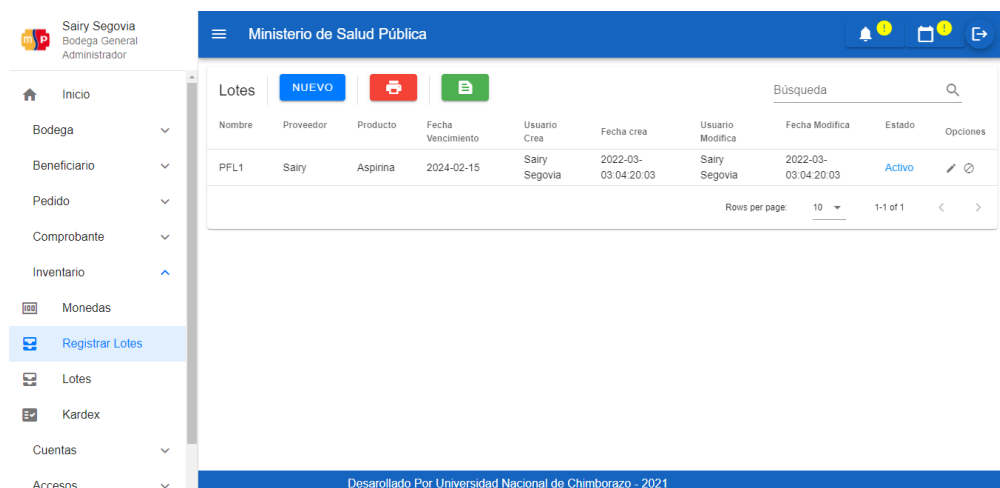 Sairy Segovia
Bodega General
Administrador
msp
Ministerio de Salud Pública
!
!
Inicio
Bodega
Beneficiario
Pedido
Comprobante
Inventario
Monedas
Registrar Lotes
Lotes
Kardex
Cuentas
Accesos
Lotes
NUEVO
Búsqueda
Nombre Proveedor Producto Fecha Vencimiento Usuario Crea Fecha crea Usuario Modifica Fecha Modifica Estado Opciones
PFL1 Sairy Aspirina 2024-02-15 Sairy Segovia 2022-03-03:04:20:03 Sairy Segovia 2022-03-03:04:20:03 Activo
Rows per page: 10 1-1 of 1
Desarollado Por Universidad Nacional de Chimborazo - 2021